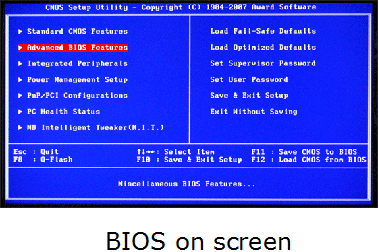 CMOS Setup Utility - Copyright (C) 1984-2007 Award Software
▶ Standard CMOS Features
Load Fail-Safe Defaults
▶ Advanced BIOS Features
Load Optimized Defaults
▶ Integrated Peripherals
Set Supervisor Password
▶ Power Management Setup
Set User Password
▶ PnP/PCI Configurations
Save & Exit Setup
▶ PC Health Status
Exit Without Saving
▶ MB Intelligent Tweaker(M.I.T.)
Esc : Quit ↑↓→←: Select Item F11 : Save CMOS to BIOS
F8 : Q-Flash F10 : Save & Exit Setup F12 : Load CMOS from BIOS
Miscellaneous BIOS Features...
BIOS on screen